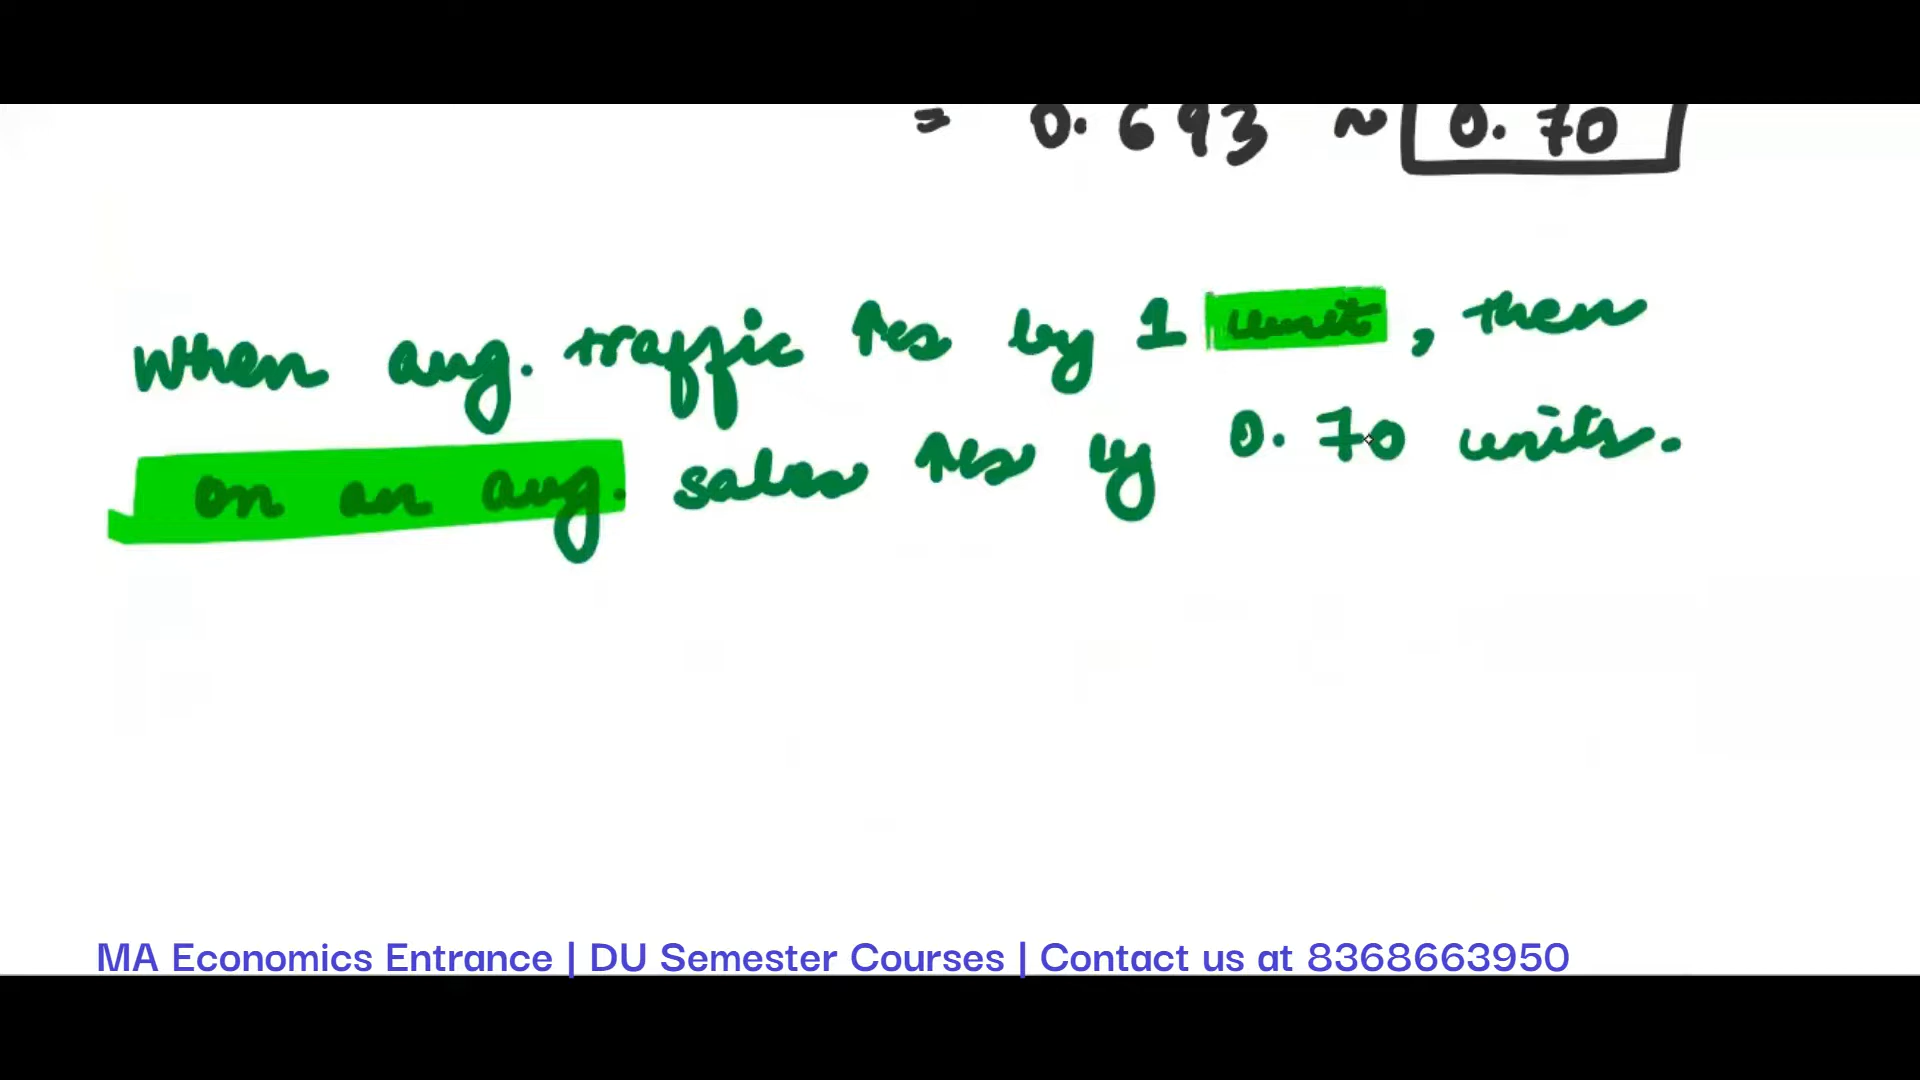 = 0.693 ~ 0.70
When avg. traffic ↑es by 1 unit, then
on an avg. sales ↑es by 0.70 units.
MA Economics Entrance | DU Semester Courses | Contact us at 8368663950